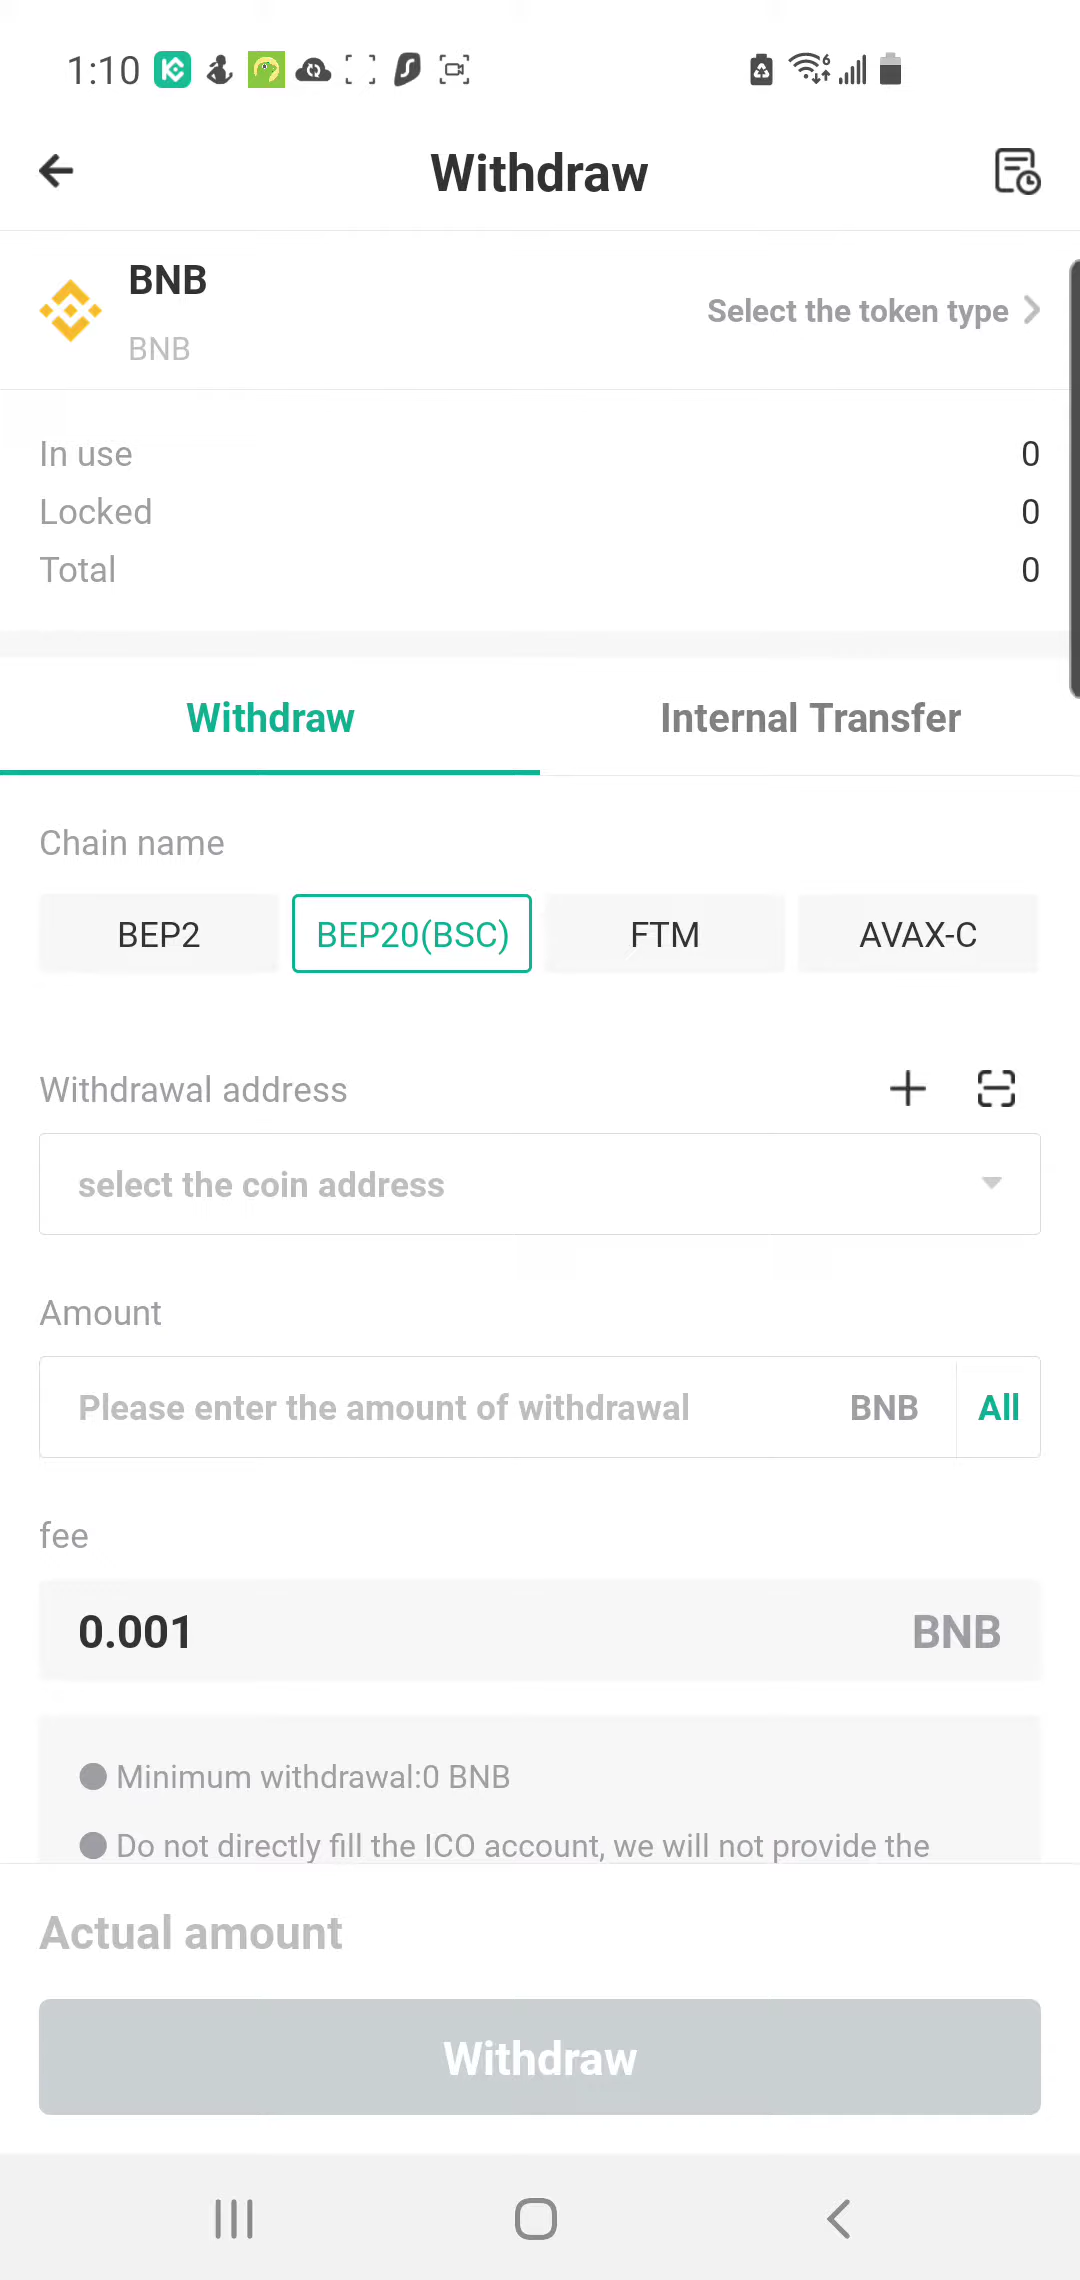 1:10
Withdraw
BNB
BNB
Select the token type
In use 0
Locked 0
Total 0
Withdraw Internal Transfer
Chain name
BEP2 BEP20(BSC) FTM AVAX-C
Withdrawal address
select the coin address
Amount
Please enter the amount of withdrawal BNB All
fee
0.001 BNB
Minimum withdrawal:0 BNB
Do not directly fill the ICO account, we will not provide the
Actual amount
Withdraw